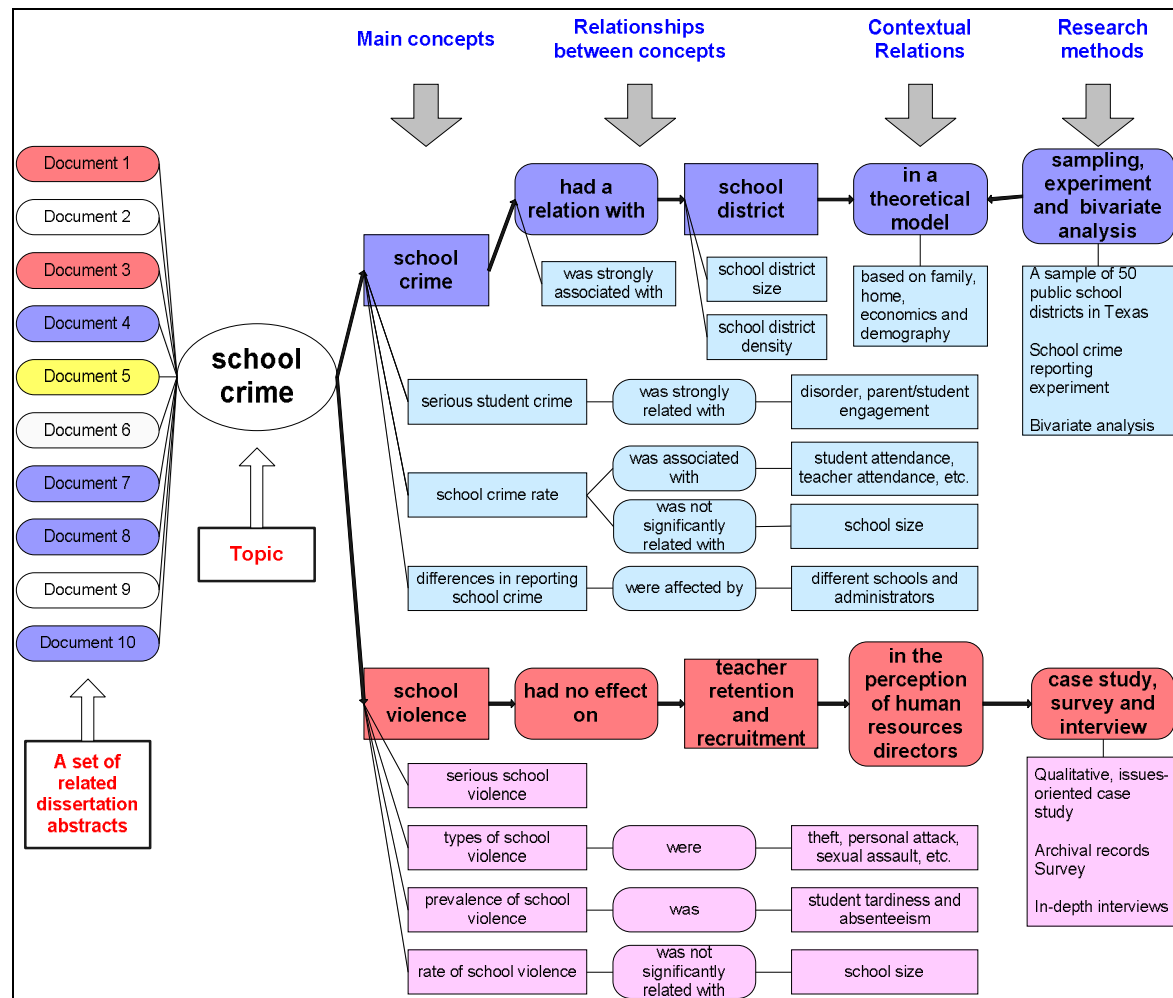 Main concepts
Relationships
between concepts
Contextual
Relations
Research
methods
Document 1
Document 2
Document 3
Document 4
Document 5
Document 6
Document 7
Document 8
Document 9
Document 10
A set of
related
dissertation
abstracts
school
crime
Topic
school
crime
had a
relation with
school
district
in a
theoretical
model
sampling,
experiment
and bivariate
analysis
was strongly
associated with
school district
size
school district
density
based on family,
home,
economics and
demography
A sample of 50
public school
districts in Texas
School crime
reporting
experiment
Bivariate analysis
serious student crime
was strongly
related with
disorder, parent/student
engagement
school crime rate
was associated
with
student attendance,
teacher attendance, etc.
was not
significantly
related with
school size
differences in reporting
school crime
were affected by
different schools and
administrators
school
violence
had no effect
on
teacher
retention
and
recruitment
in the
perception
of human
resources
directors
case study,
survey and
interview
serious school
violence
types of school
violence
were
theft, personal attack,
sexual assault, etc.
prevalence of school
violence
was
student tardiness and
absenteeism
rate of school violence
was not
significantly
related with
school size
Qualitative, issues-
oriented case
study
Archival records
Survey
In-depth interviews